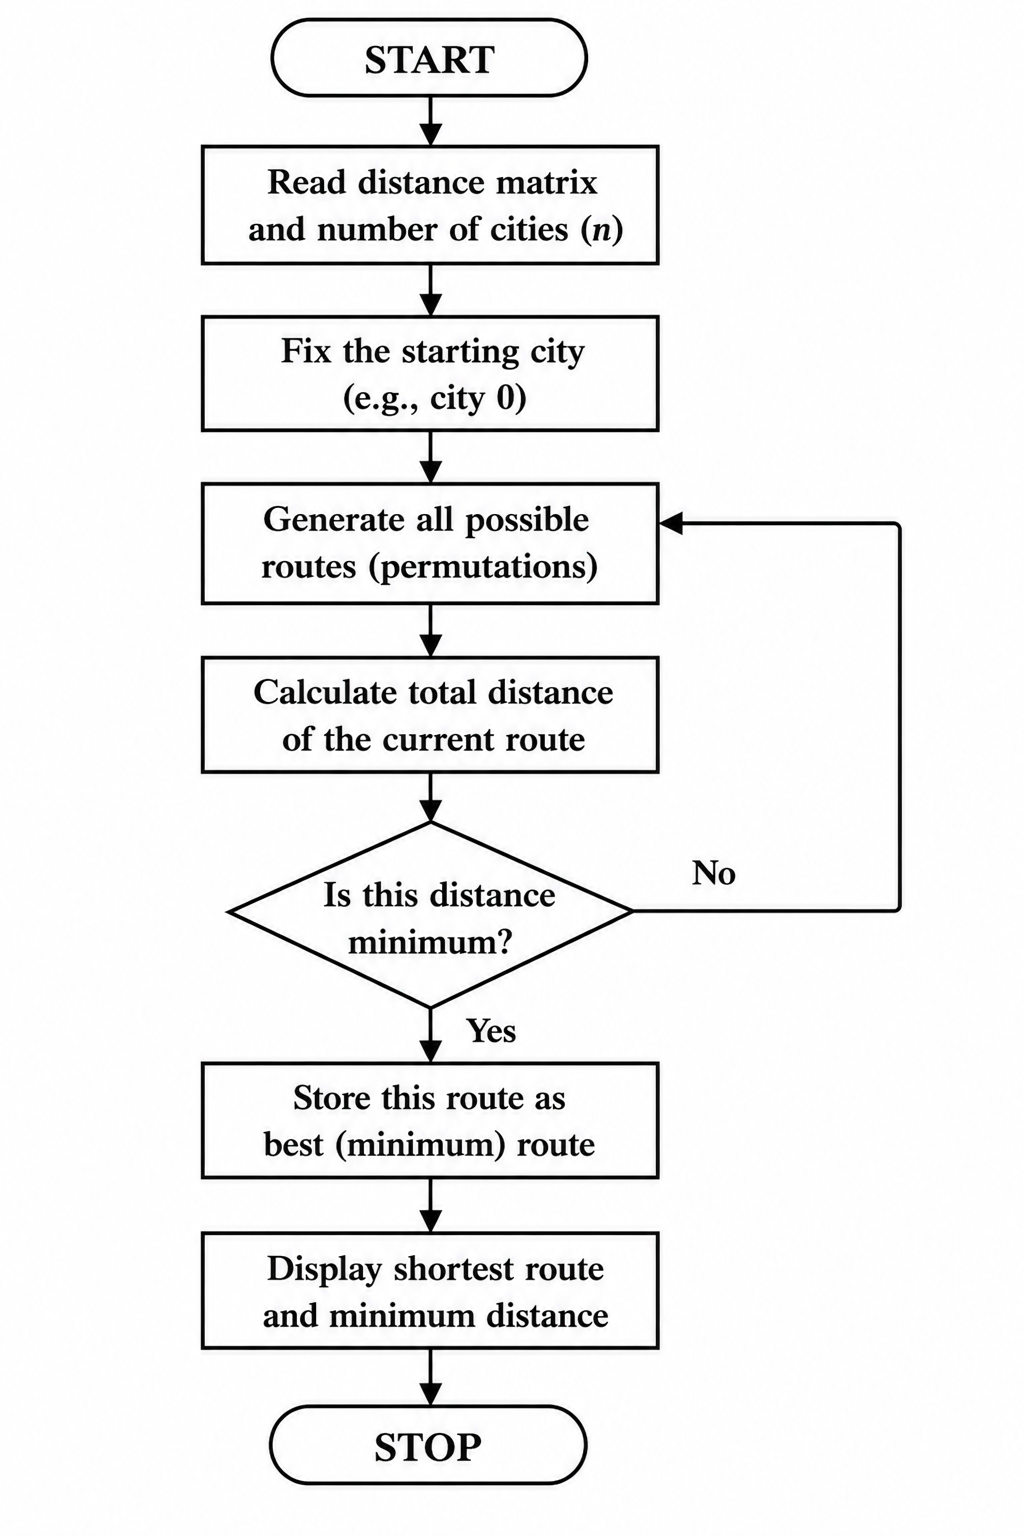 START
Read distance matrix
and number of cities (n)
Fix the starting city
(e.g., city 0)
Generate all possible
routes (permutations)
Calculate total distance
of the current route
Is this distance
minimum?
No
Yes
Store this route as
best (minimum) route
Display shortest route
and minimum distance
STOP